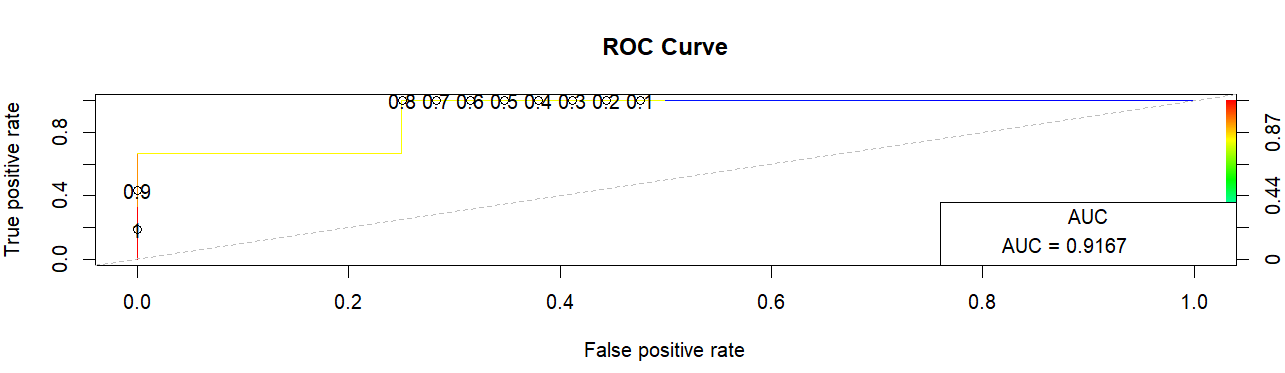 ROC Curve
True positive rate
0.0 0.4 0.8
0.9
1
0.8 0.7 0.6 0.5 0.4 0.3 0.2 0.1
0 0.44 0.87
AUC
AUC = 0.9167
0.0 0.2 0.4 0.6 0.8 1.0
False positive rate